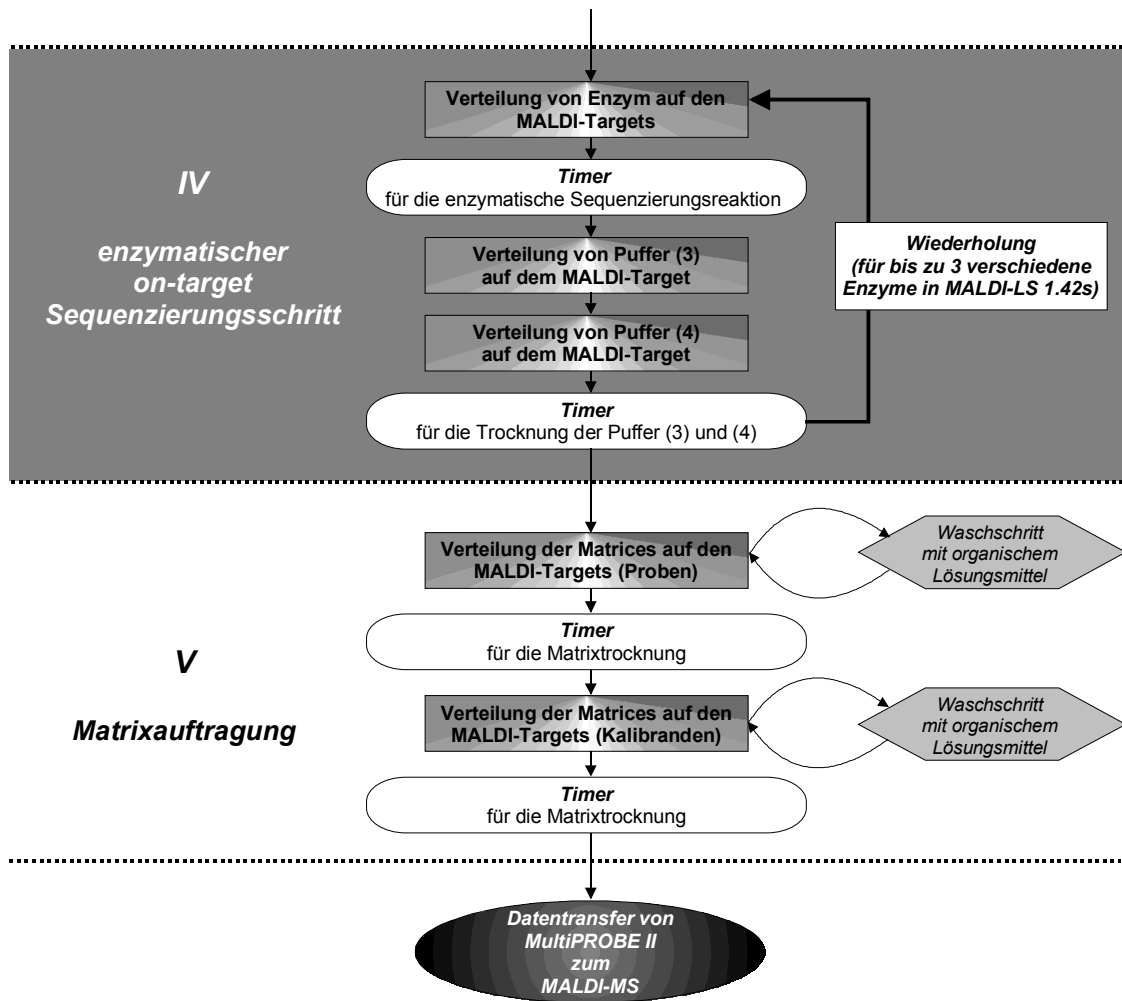 Verteilung von Enzym auf den
MALDI-Targets
Timer
für die enzymatische Sequenzierungsreaktion
IV
enzymatischer
on-target
Sequenzierungsschritt
Verteilung von Puffer (3)
auf dem MALDI-Target
Verteilung von Puffer (4)
auf dem MALDI-Target
Timer
für die Trocknung der Puffer (3) und (4)
Wiederholung
(für bis zu 3 verschiedene
Enzyme in MALDI-LS 1.42s)
Verteilung der Matrices auf den
MALDI-Targets (Proben)
Waschschritt
mit organischem
Lösungsmittel
Timer
für die Matrixtrocknung
V
Matrixauftragung
Verteilung der Matrices auf den
MALDI-Targets (Kalibranden)
Waschschritt
mit organischem
Lösungsmittel
Timer
für die Matrixtrocknung
Datentransfer von
MultiPROBE II
zum
MALDI-MS